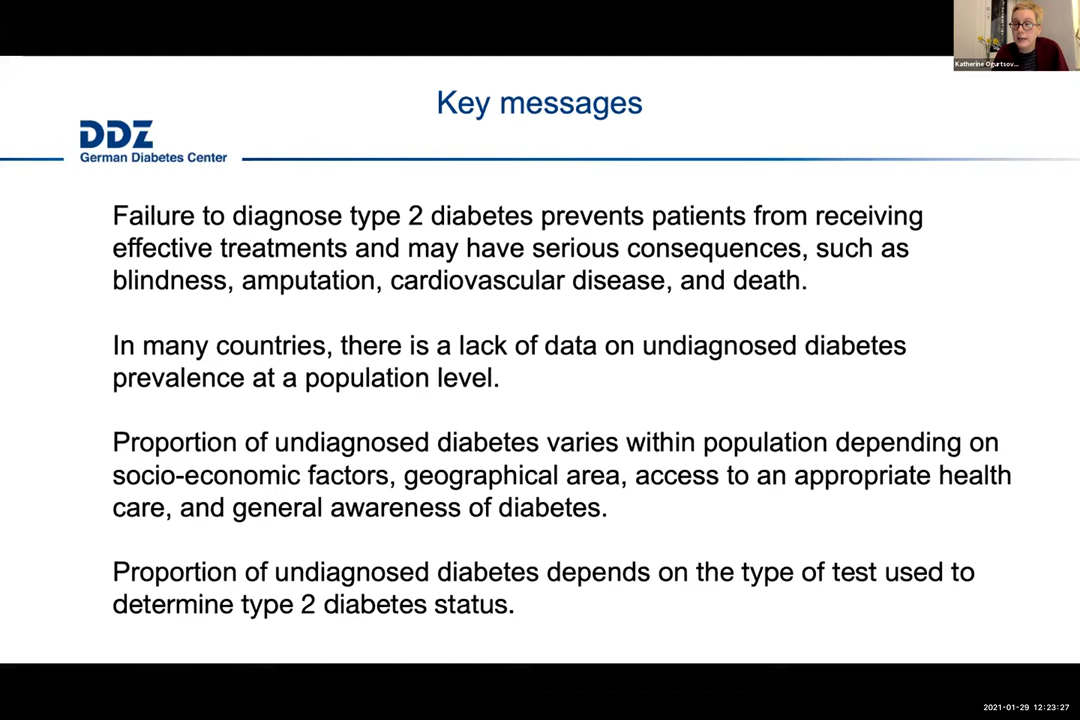 Katherine Ogurtsov...
Key messages
DDZ
German Diabetes Center
Failure to diagnose type 2 diabetes prevents patients from receiving
effective treatments and may have serious consequences, such as
blindness, amputation, cardiovascular disease, and death.
In many countries, there is a lack of data on undiagnosed diabetes
prevalence at a population level.
Proportion of undiagnosed diabetes varies within population depending on
socio-economic factors, geographical area, access to an appropriate health
care, and general awareness of diabetes.
Proportion of undiagnosed diabetes depends on the type of test used to
determine type 2 diabetes status.
2021-01-29 12:23:27